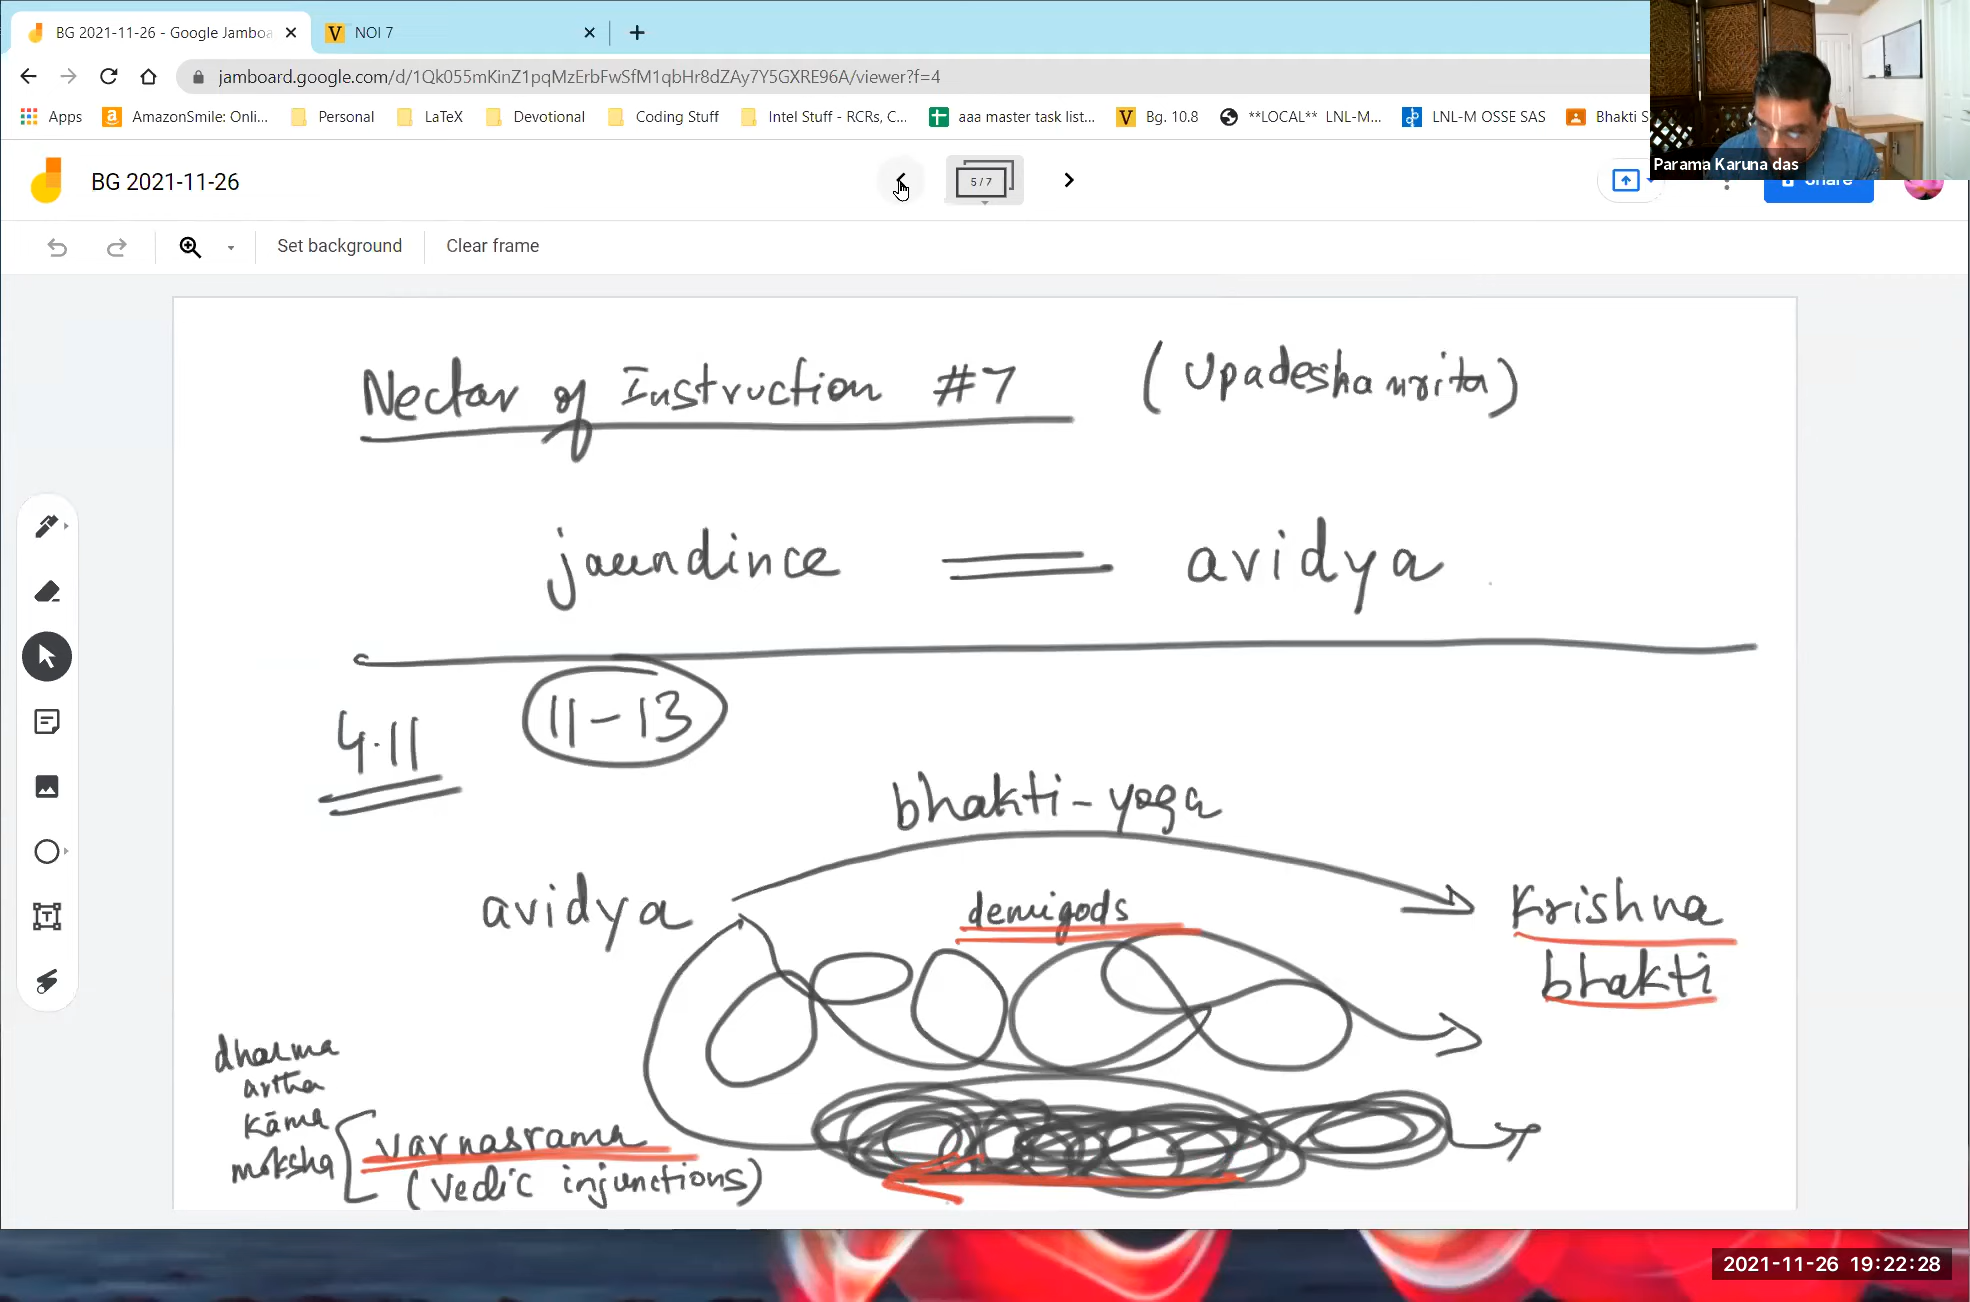 BG 2021-11-26 - Google Jamboa
NOI 7
jamboard.google.com/d/1Qk055mKinZ1pqMzErbFwSfM1qbHr8dZAy7Y5GXRE96A/viewer?f=4
Apps AmazonSmile: Onli... Personal LaTeX Devotional Coding Stuff Intel Stuff - RCRs, C... aaa master task list... Bg. 10.8 **LOCAL** LNL-M... LNL-M OSSE SAS Bhakti S
Parama Karuna das
BG 2021-11-26
5 / 7
Share
Set background Clear frame
Nectar of Instruction #7 (Upadeshamrita)
jaundince = avidya
4.11 11-13
bhakti-yoga
avidya demigods Krishna
bhakti
dharma
artha
kāma
moksha
varnasrama
(vedic injunctions)
2021-11-26 19:22:28